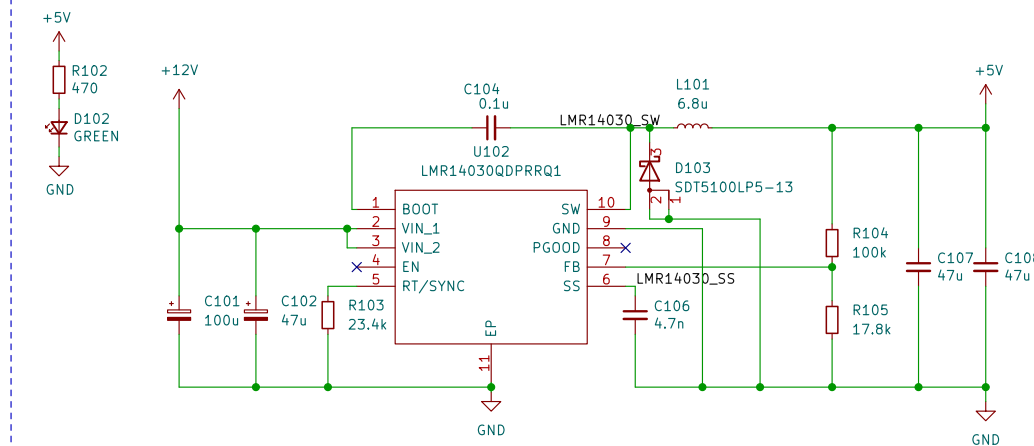 +5V
R102
470
D102
GREEN
GND
+12V
C101
100u
C102
47u
R103
23.4k
C104
0.1u
U102
LMR14030QDPRRQ1
1
BOOT
2
VIN_1
3
VIN_2
4
EN
5
RT/SYNC
EP
11
GND
SW
10
GND
9
PGOOD
8
FB
7
SS
6
LMR14030_SW
L101
6.8u
3
D103
SDT5100LP5-13
2
1
LMR14030_SS
C106
4.7n
R104
100k
R105
17.8k
C107
47u
+5V
C108
47u
GND